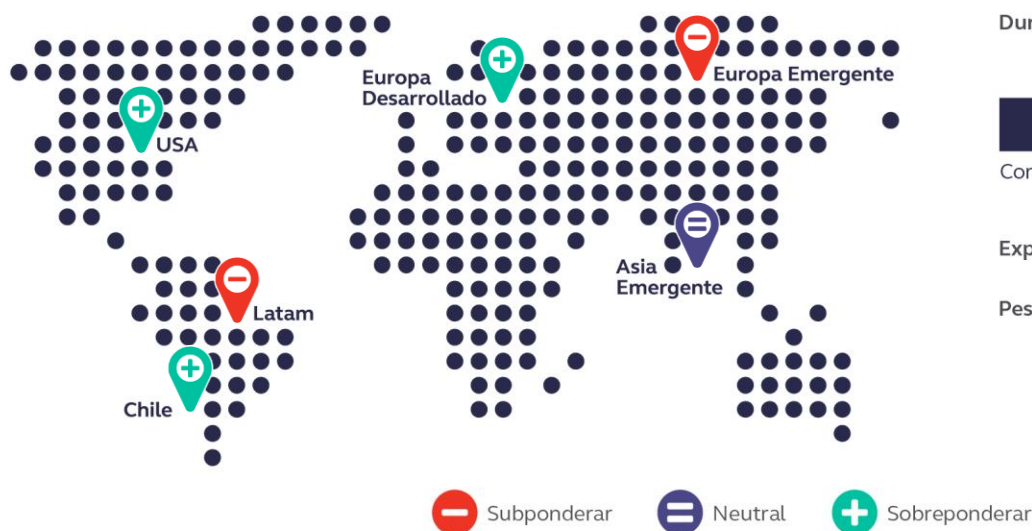 Europa
Desarrollado
Europa Emergente
USA
Asia
Emergente
Latam
Chile
Subponderar
Neutral
Sobreponderar